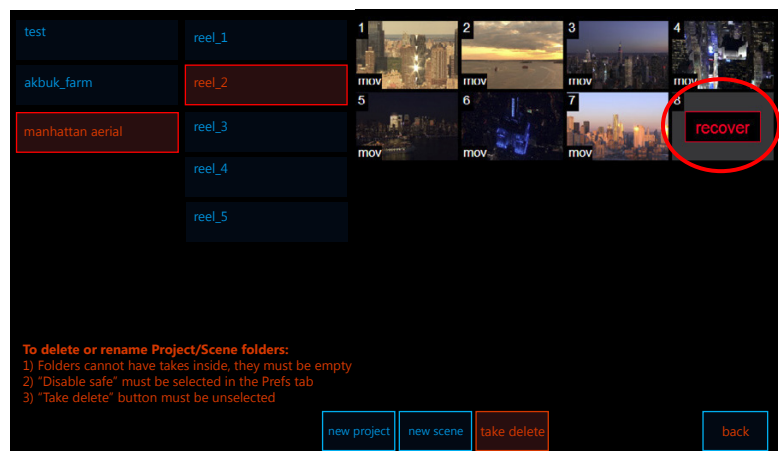 test
akbuk_farm
manhattan aerial
reel_1
reel_2
reel_3
reel_4
reel_5
1
mov
2
mov
3
mov
4
mov
5
mov
6
mov
7
mov
8
recover
To delete or rename Project/Scene folders:
1) Folders cannot have takes inside, they must be empty
2) "Disable safe" must be selected in the Prefs tab
3) "Take delete" button must be unselected
new project
new scene
take delete
back